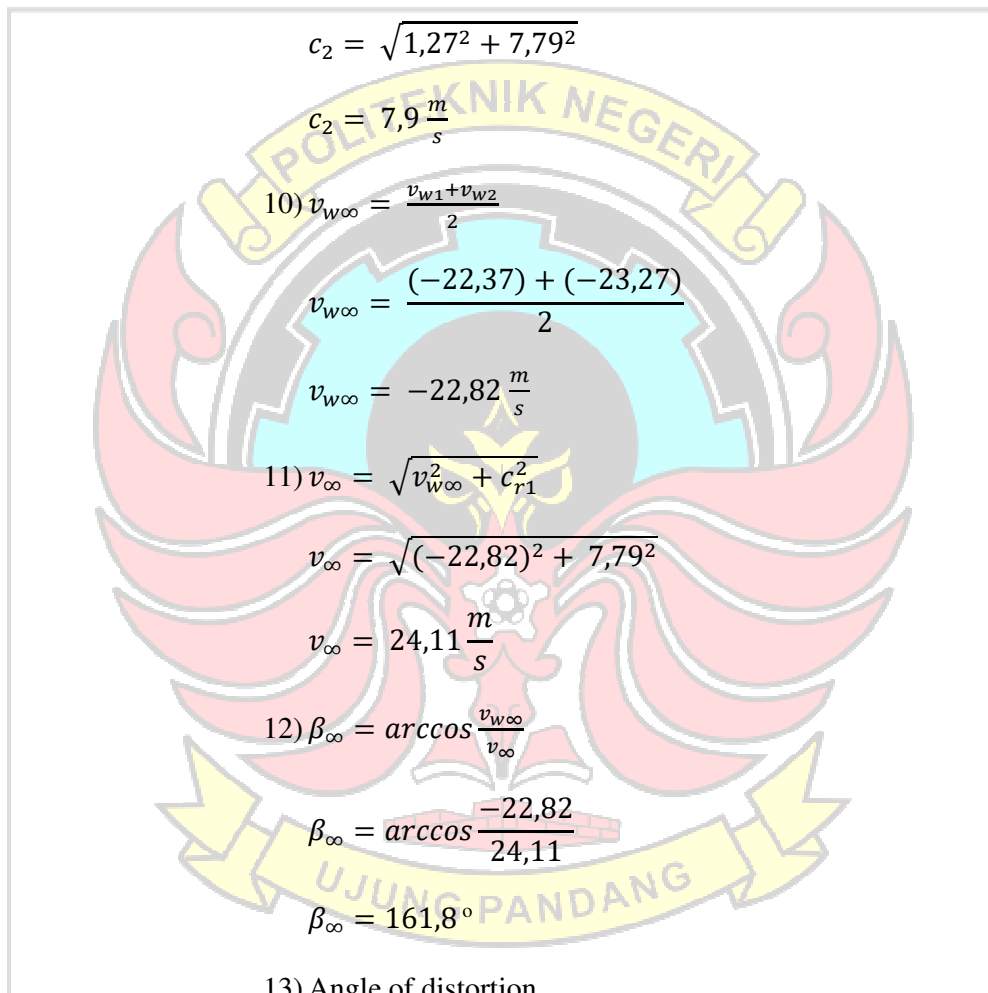 c₂ = √(1,27² + 7,79²)
c₂ = 7,9 m/s
10) v_w∞ = (v_w1+v_w2)/2
v_w∞ = ((−22,37) + (−23,27))/2
v_w∞ = −22,82 m/s
11) v_∞ = √(v_w∞² + c_r1²)
v_∞ = √((−22,82)² + 7,79²)
v_∞ = 24,11 m/s
12) β_∞ = arccos v_w∞/v_∞
β_∞ = arccos −22,82/24,11
β_∞ = 161,8°
13) Angle of distortion
POLITEKNIK NEGERI
UJUNG PANDANG